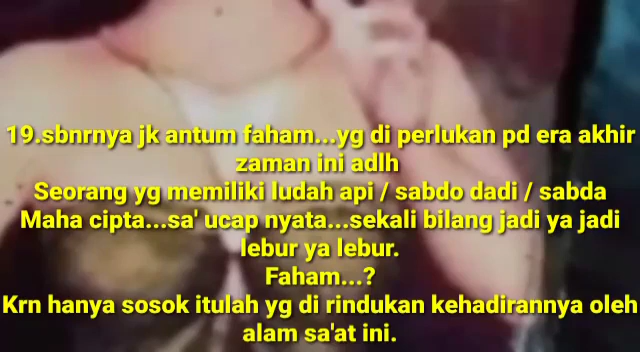 19.sbnrnya jk antum faham...yg di perlukan pd era akhir
zaman ini adlh
Seorang yg memiliki ludah api / sabdo dadi / sabda
Maha cipta...sa' ucap nyata...sekali bilang jadi ya jadi
lebur ya lebur.
Faham...?
Krn hanya sosok itulah yg di rindukan kehadirannya oleh
alam sa'at ini.